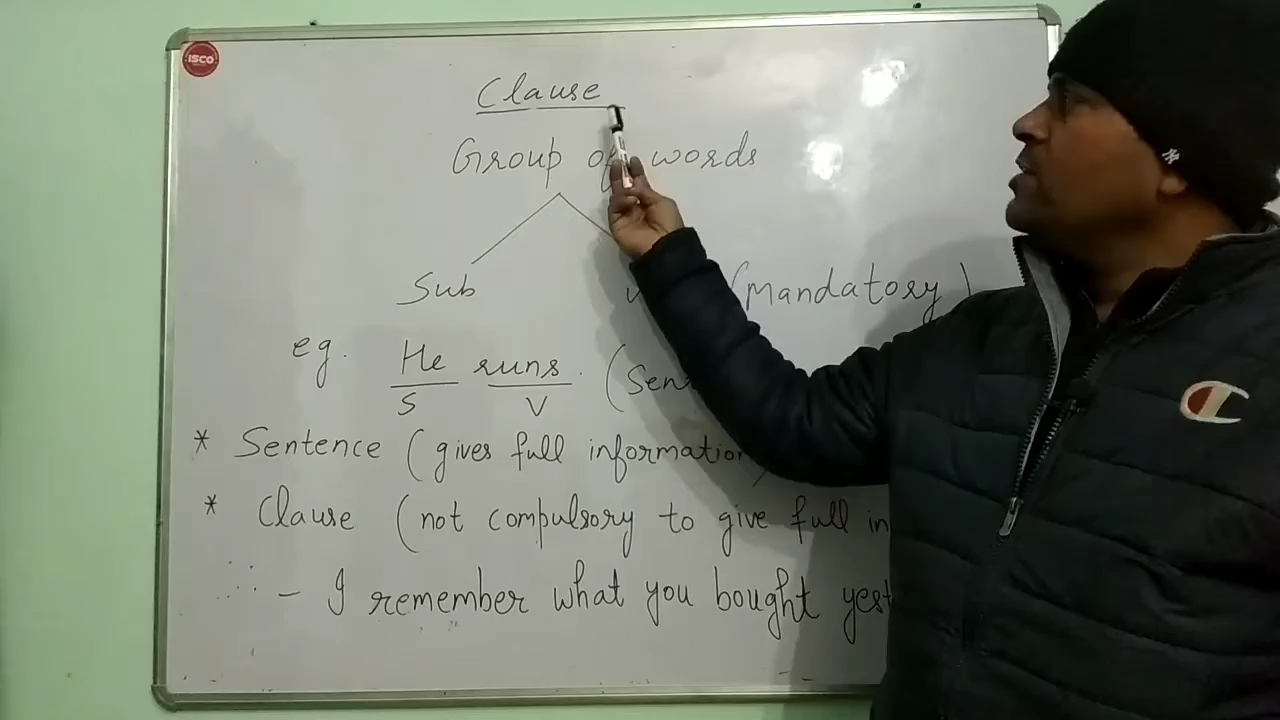 ISCO
Clause
Group of words
Sub (mandatory)
eg. He runs. (Sen
S V
* Sentence (gives full information)
* Clause (not compulsory to give full in
- I remember what you bought yest